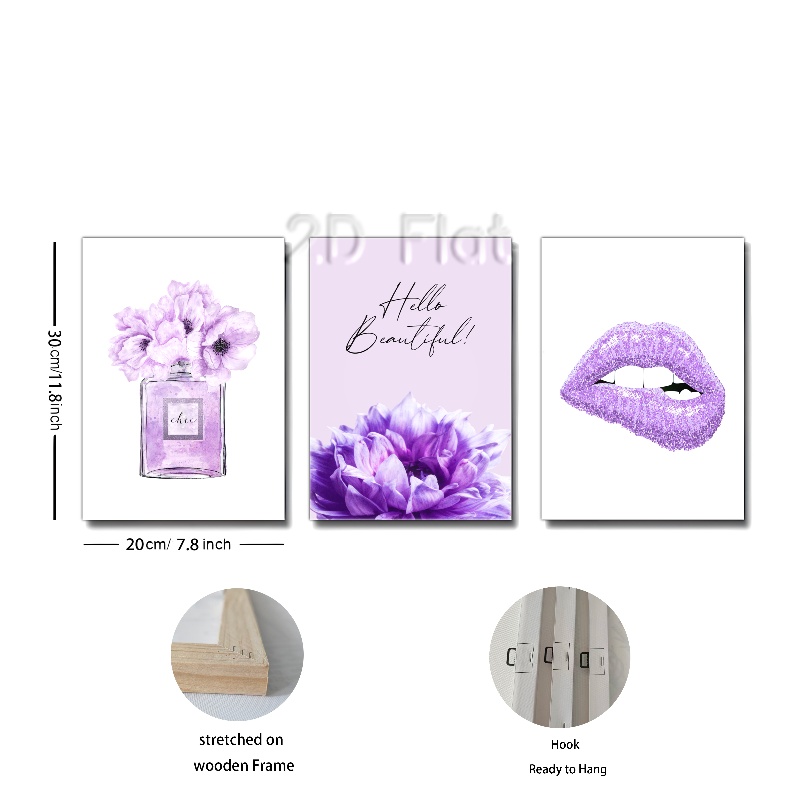 2D Flat
Hello
Beautiful!
chic
30cm/11.8inch
20cm/ 7.8 inch
stretched on
wooden Frame
Hook
Ready to Hang